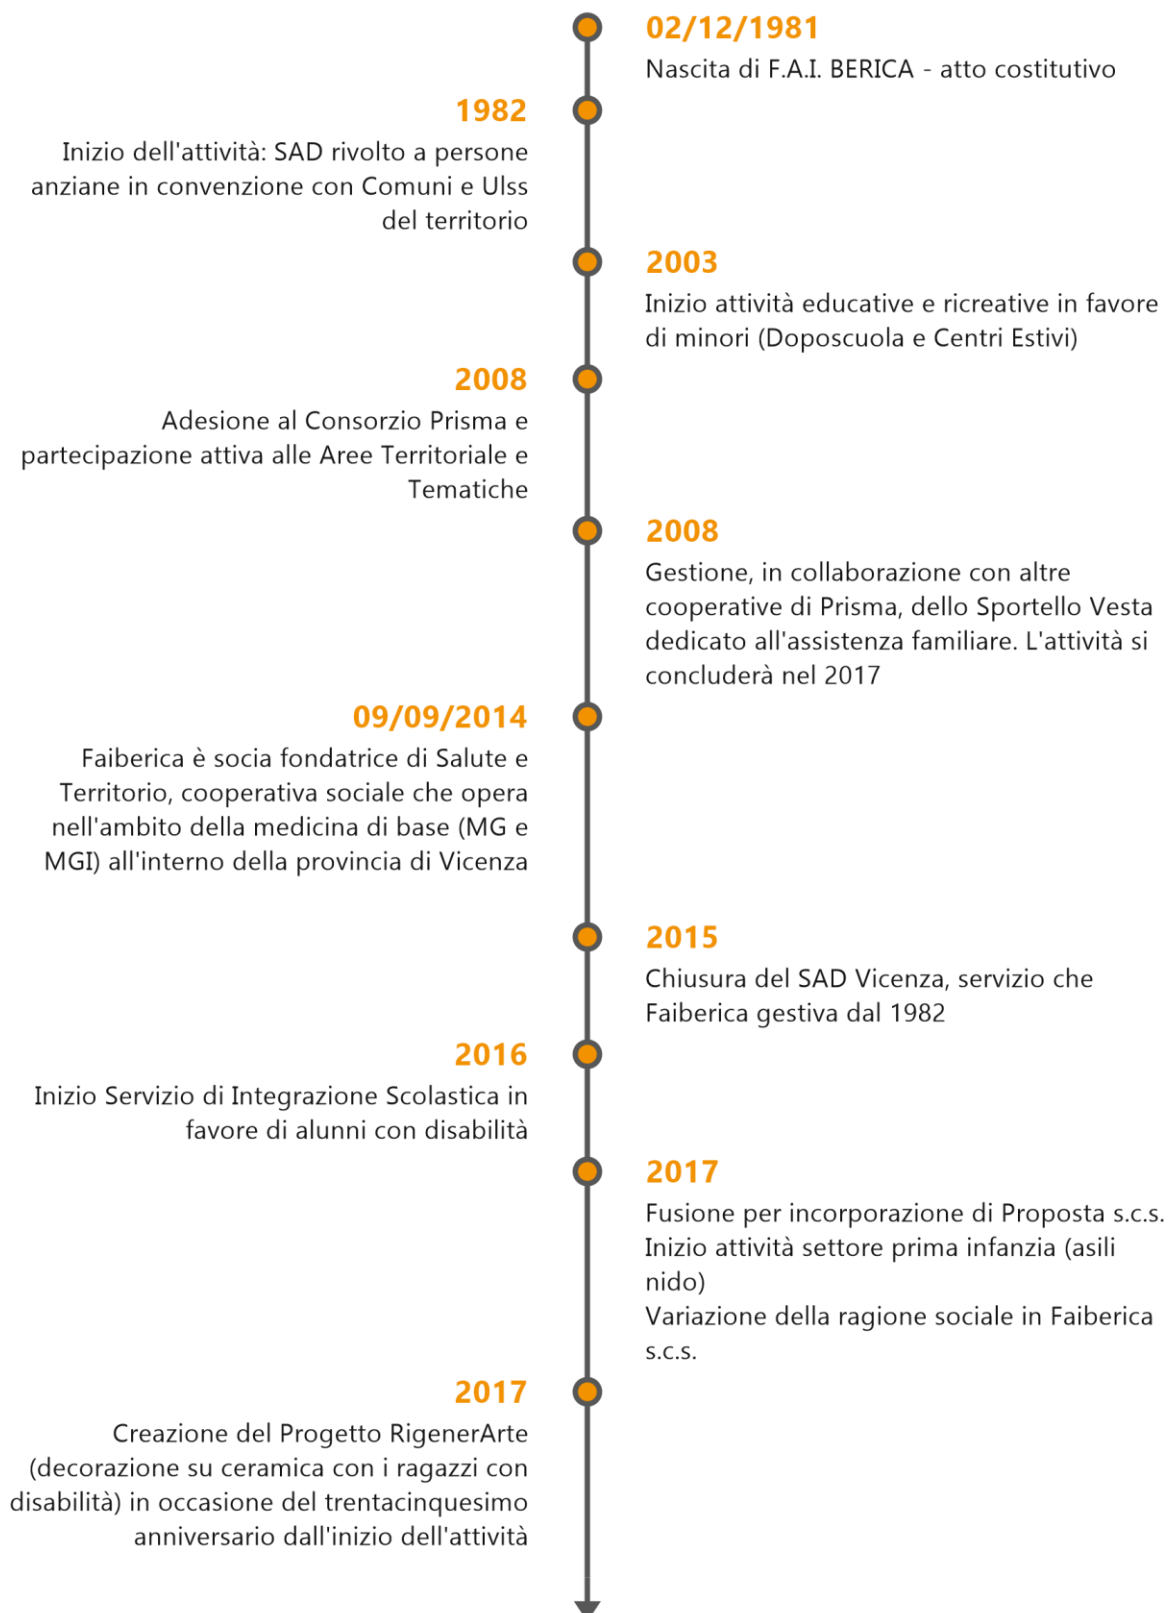 02/12/1981
Nascita di F.A.I. BERICA - atto costitutivo
1982
Inizio dell'attività: SAD rivolto a persone
anziane in convenzione con Comuni e Ulss
del territorio
2003
Inizio attività educative e ricreative in favore
di minori (Doposcuola e Centri Estivi)
2008
Adesione al Consorzio Prisma e
partecipazione attiva alle Aree Territoriale e
Tematiche
2008
Gestione, in collaborazione con altre
cooperative di Prisma, dello Sportello Vesta
dedicato all'assistenza familiare. L'attività si
concluderà nel 2017
09/09/2014
Faiberica è socia fondatrice di Salute e
Territorio, cooperativa sociale che opera
nell'ambito della medicina di base (MG e
MGI) all'interno della provincia di Vicenza
2015
Chiusura del SAD Vicenza, servizio che
Faiberica gestiva dal 1982
2016
Inizio Servizio di Integrazione Scolastica in
favore di alunni con disabilità
2017
Fusione per incorporazione di Proposta s.c.s.
Inizio attività settore prima infanzia (asili
nido)
Variazione della ragione sociale in Faiberica
s.c.s.
2017
Creazione del Progetto RigenerArte
(decorazione su ceramica con i ragazzi con
disabilità) in occasione del trentacinquesimo
anniversario dall'inizio dell'attività